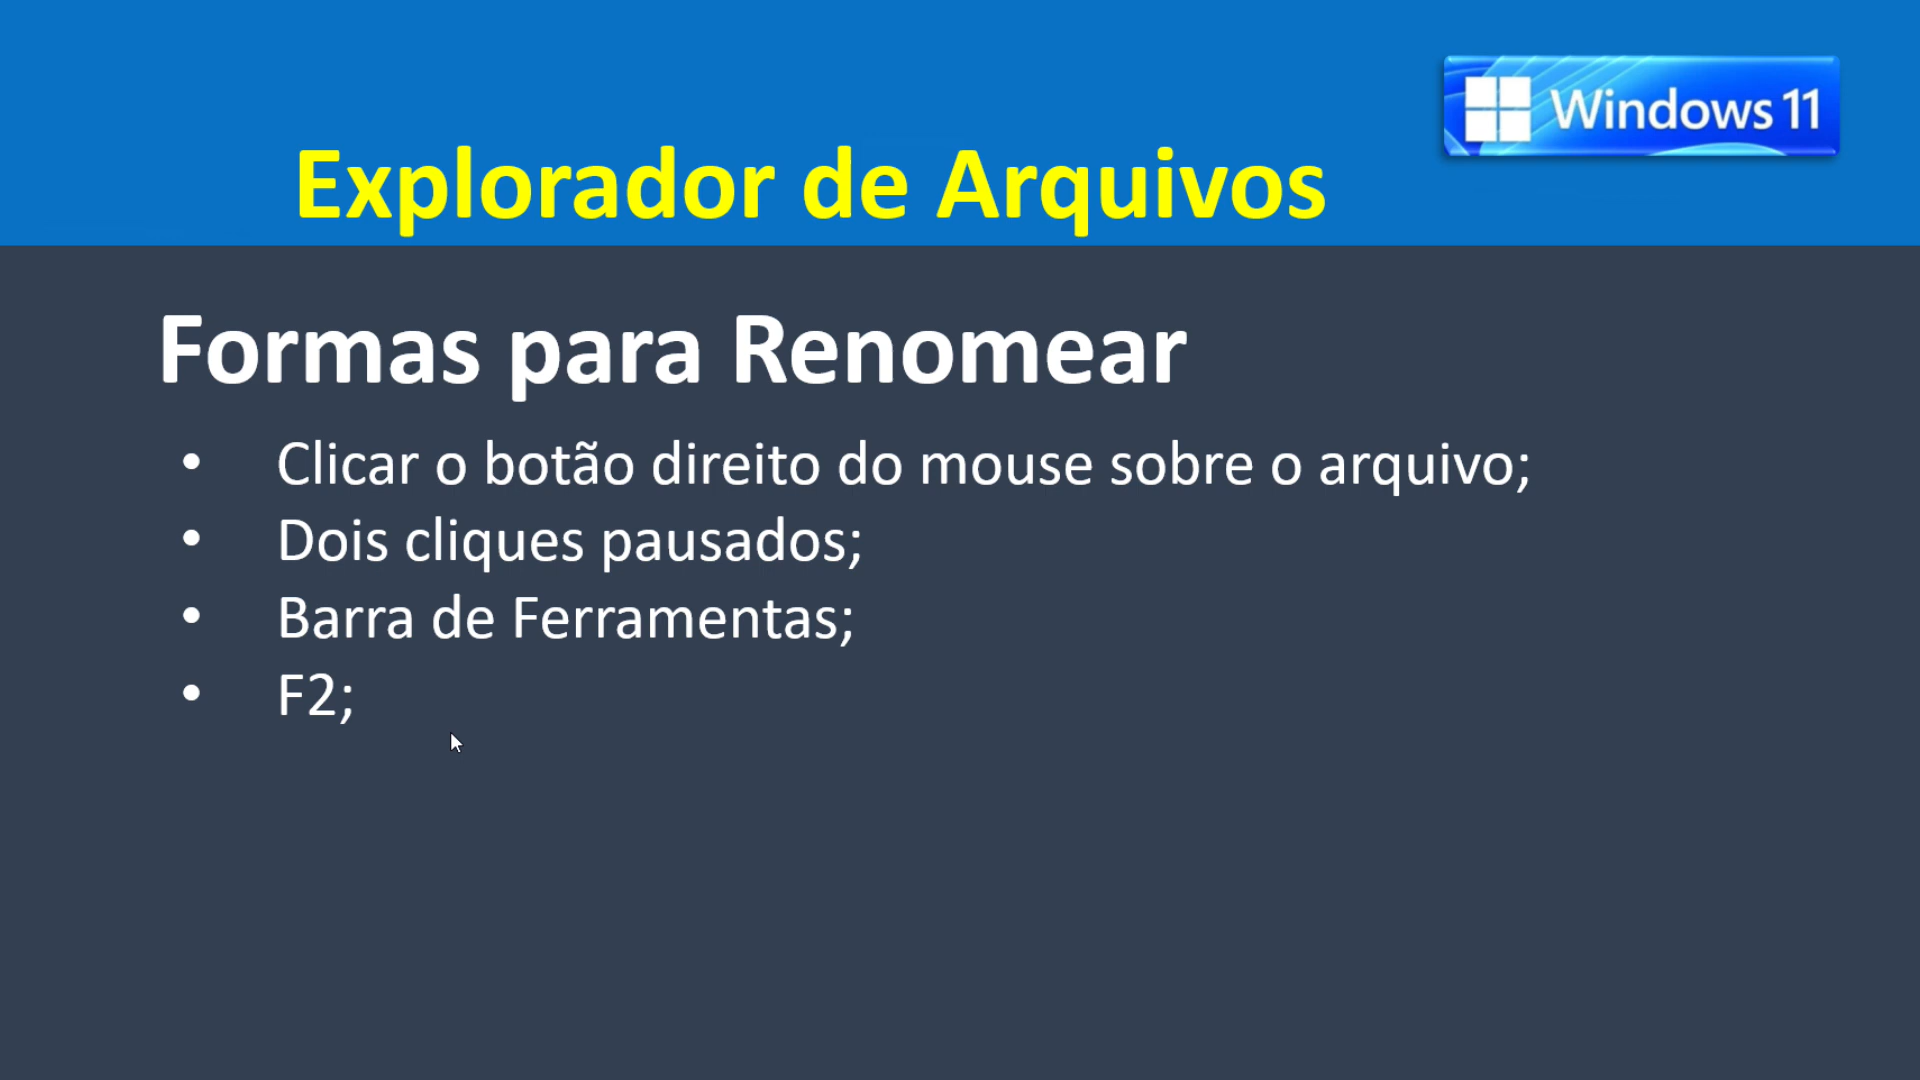 Windows 11
Explorador de Arquivos
Formas para Renomear
• Clicar o botão direito do mouse sobre o arquivo;
• Dois cliques pausados;
• Barra de Ferramentas;
• F2;